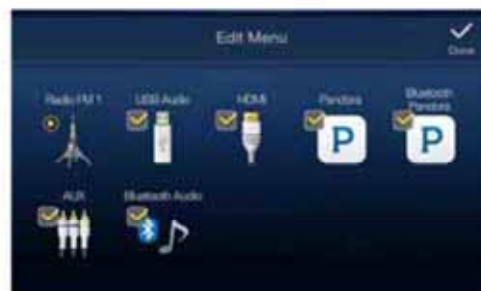 Edit Menu
Done
Radio FM 1
USB Audio
HDMI
Pandora
Bluetooth
Pandora
P
P
AUX
Bluetooth Audio